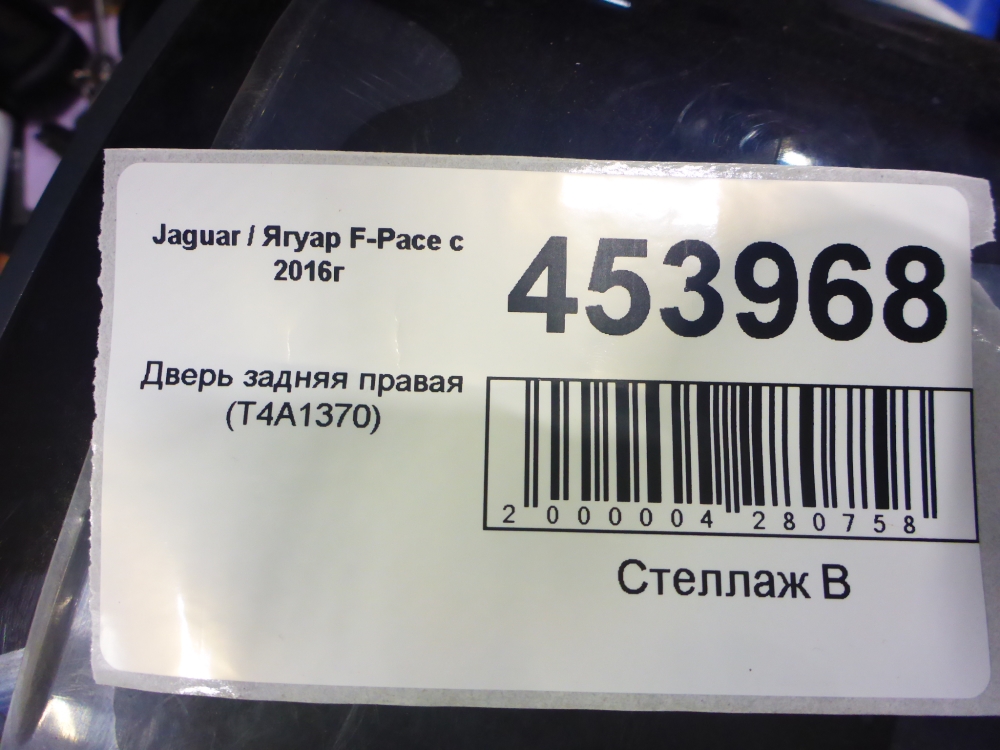 Jaguar / Ягуар F-Pace с
2016г
453968
Дверь задняя правая
(T4A1370)
2 000004 280758
Стеллаж В